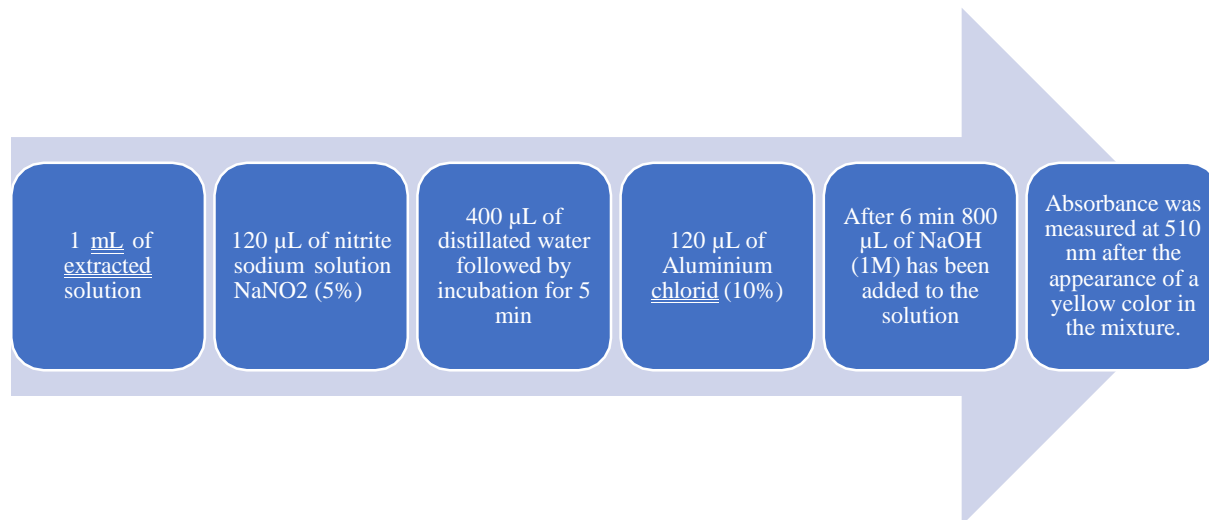 1 mL of
extracted
solution
120 µL of nitrite
sodium solution
NaNO2 (5%)
400 µL of
distillated water
followed by
incubation for 5
min
120 µL of
Aluminium
chlorid (10%)
After 6 min 800
µL of NaOH
(1M) has been
added to the
solution
Absorbance was
measured at 510
nm after the
appearance of a
yellow color in
the mixture.